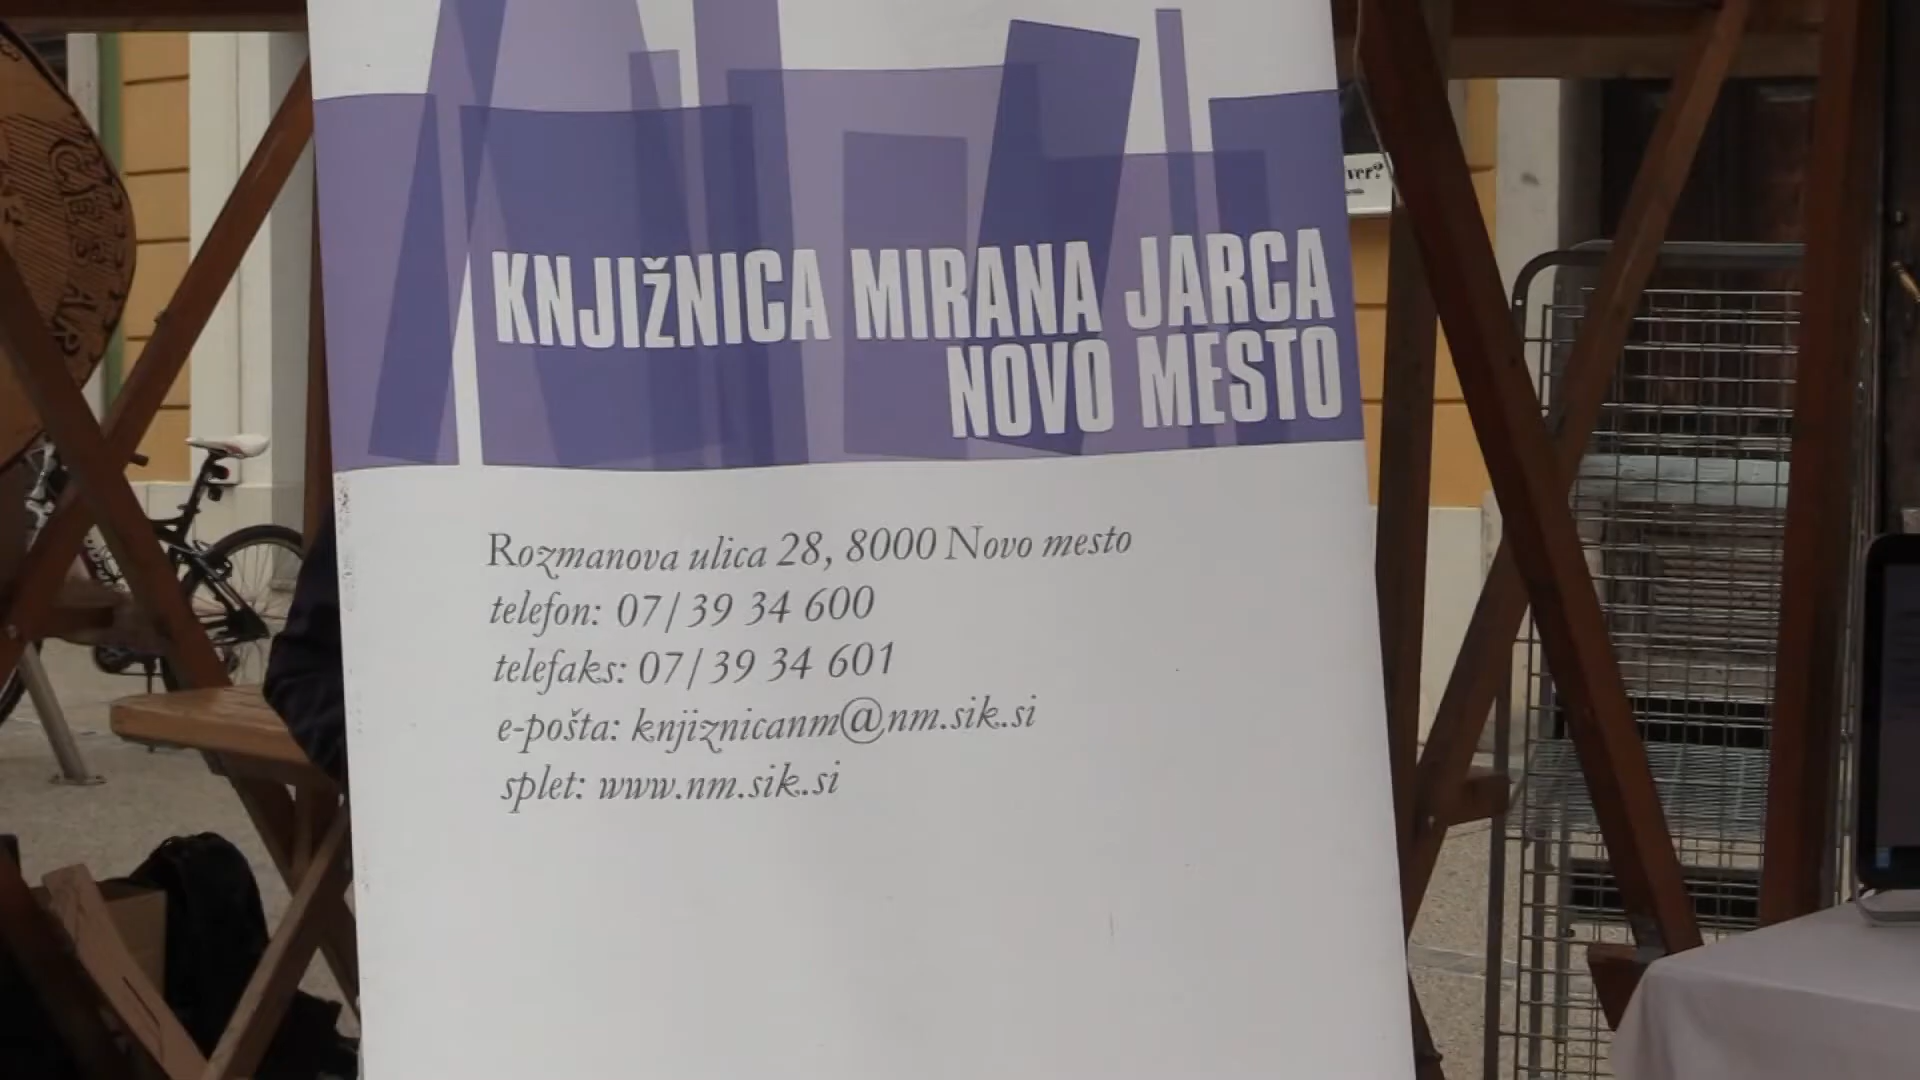 KNJIŽNICA MIRANA JARCA
NOVO MESTO
Rozmanova ulica 28, 8000 Novo mesto
telefon: 07/39 34 600
telefaks: 07/39 34 601
e-pošta: knjiznicanm@nm.sik.si
splet: www.nm.sik.si